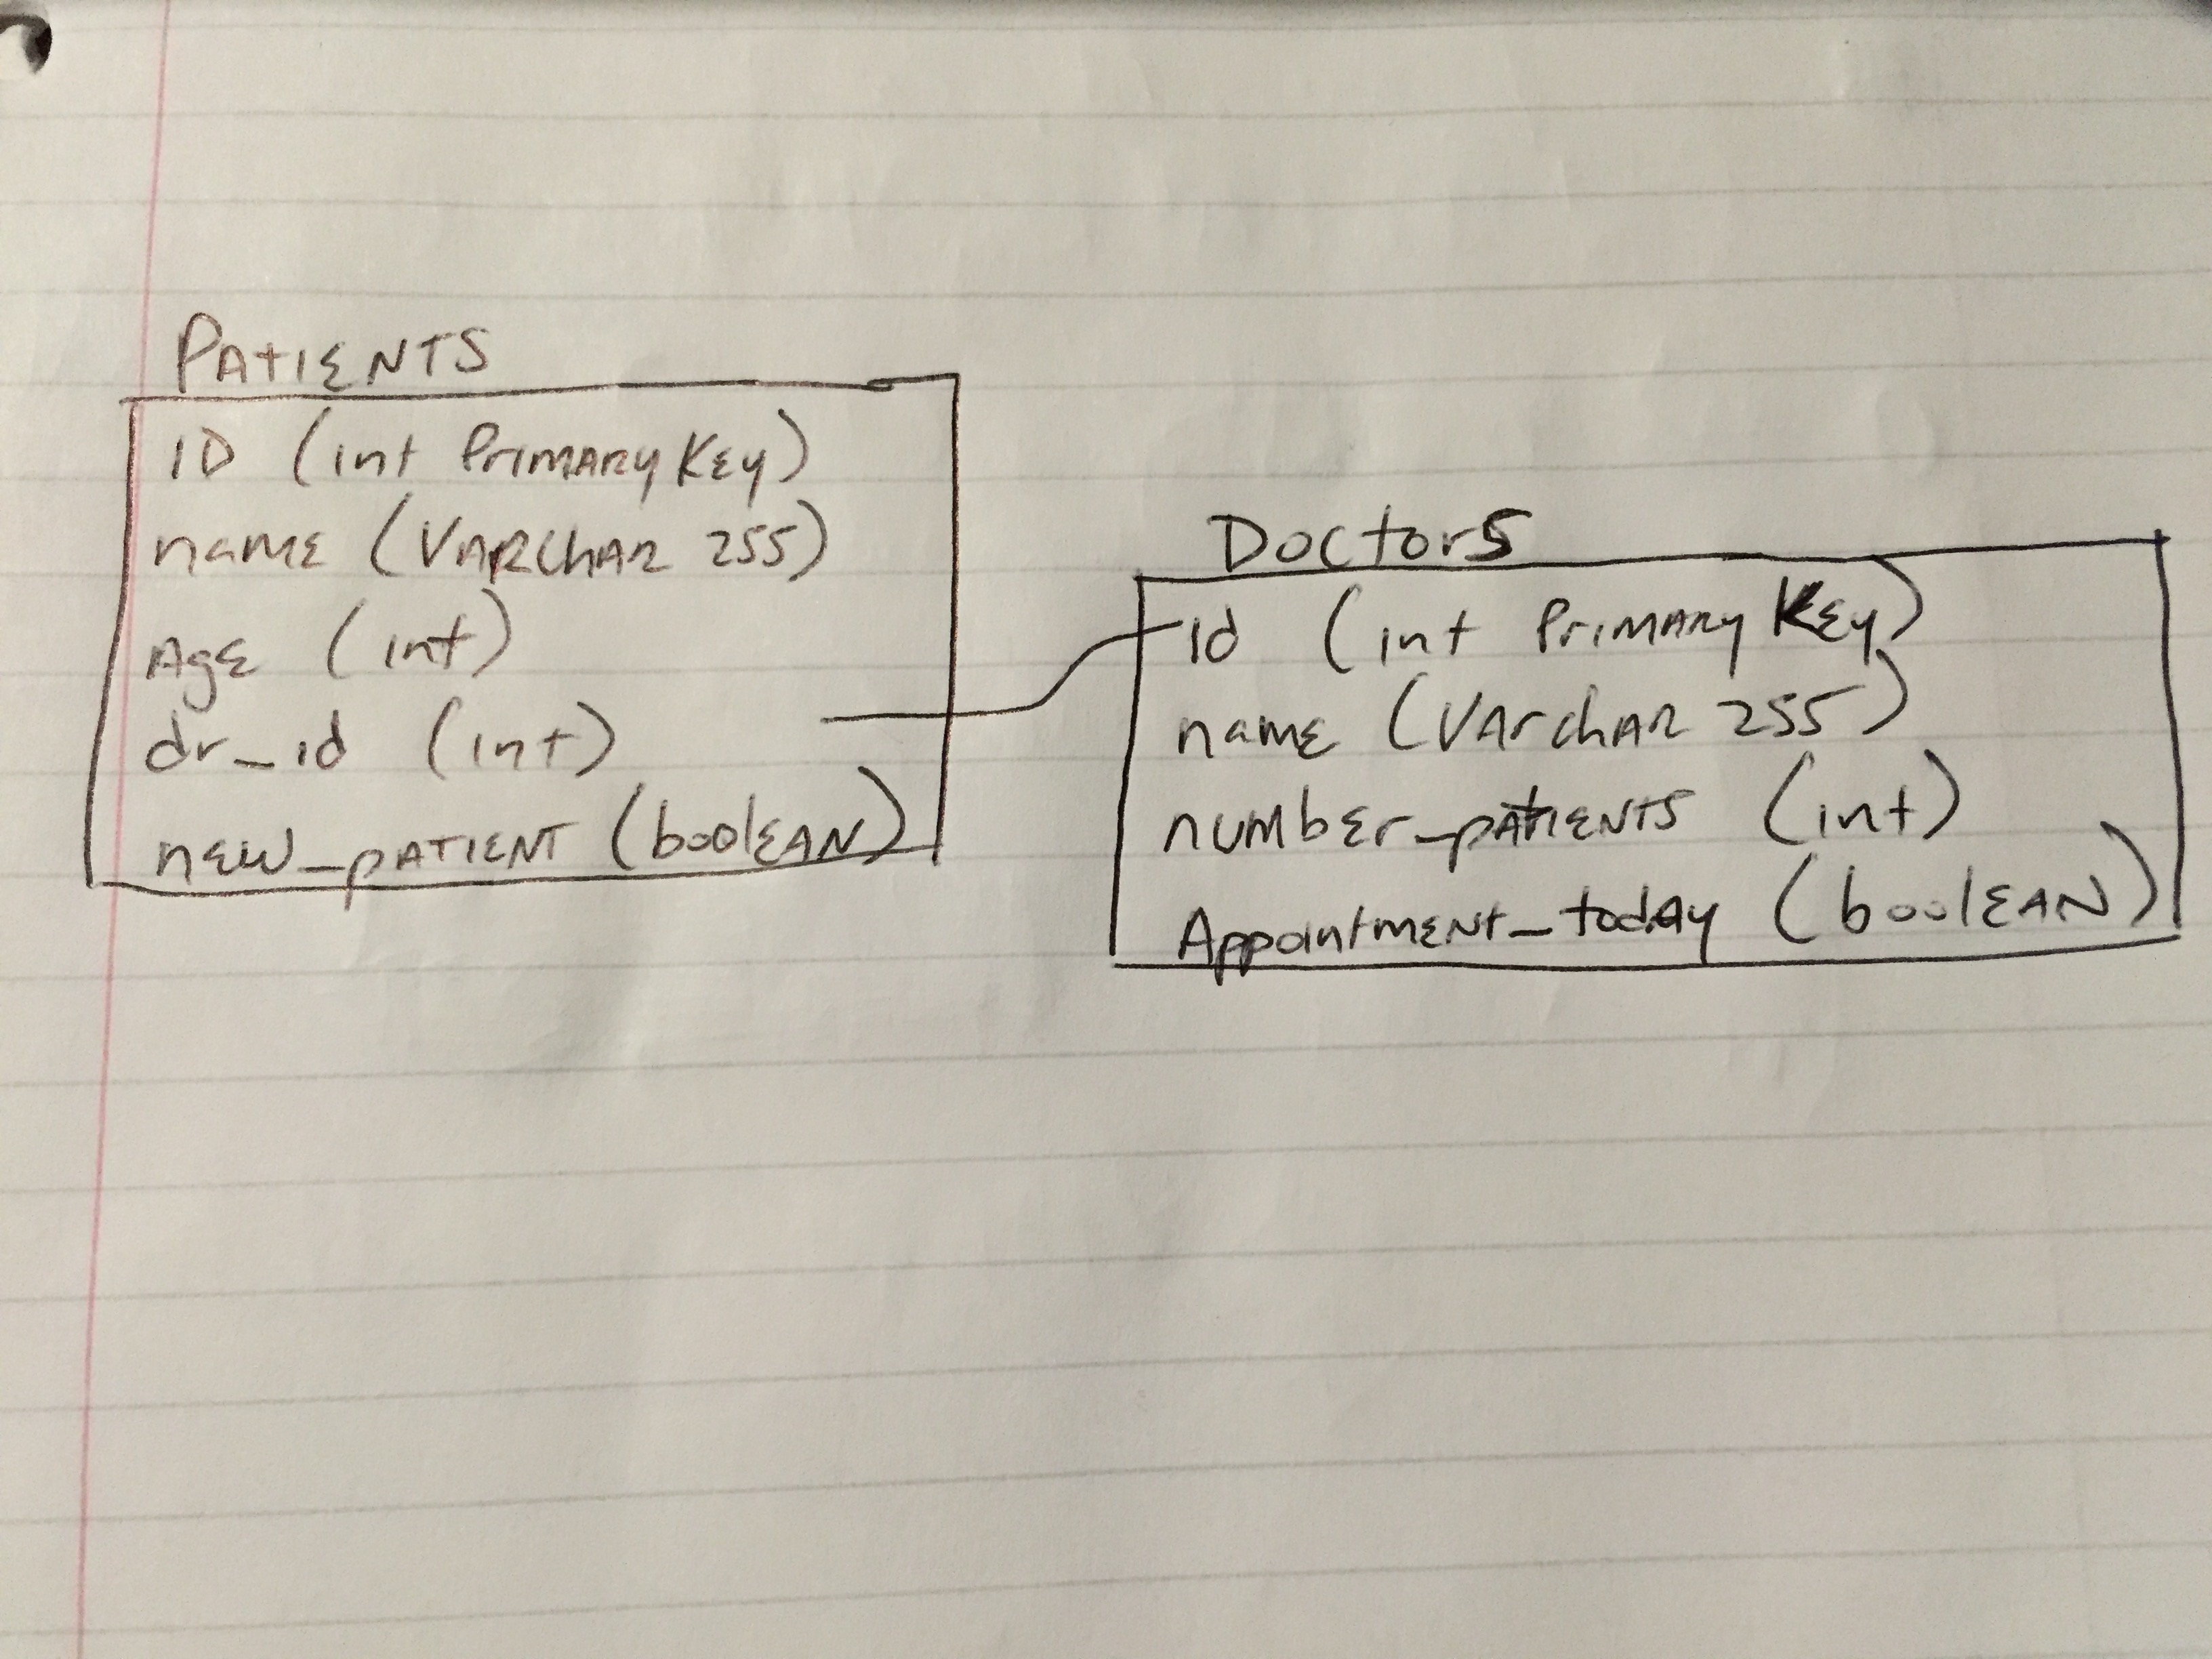 PATIENTS
ID (int Primary Key)
name (VARChAR 255)
Age (int)
dr_id (int)
new_pATIENT (boolEAN)
Doctors
id (int Primary Key)
name (VArchAR 255)
number_patients (int)
Appointment_today (boolEAN)